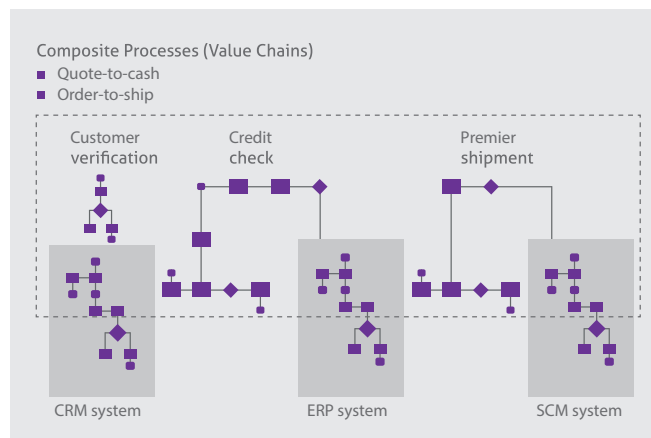 Composite Processes (Value Chains)
Quote-to-cash
Order-to-ship
Customer
verification
Credit
check
Premier
shipment
CRM system
ERP system
SCM system